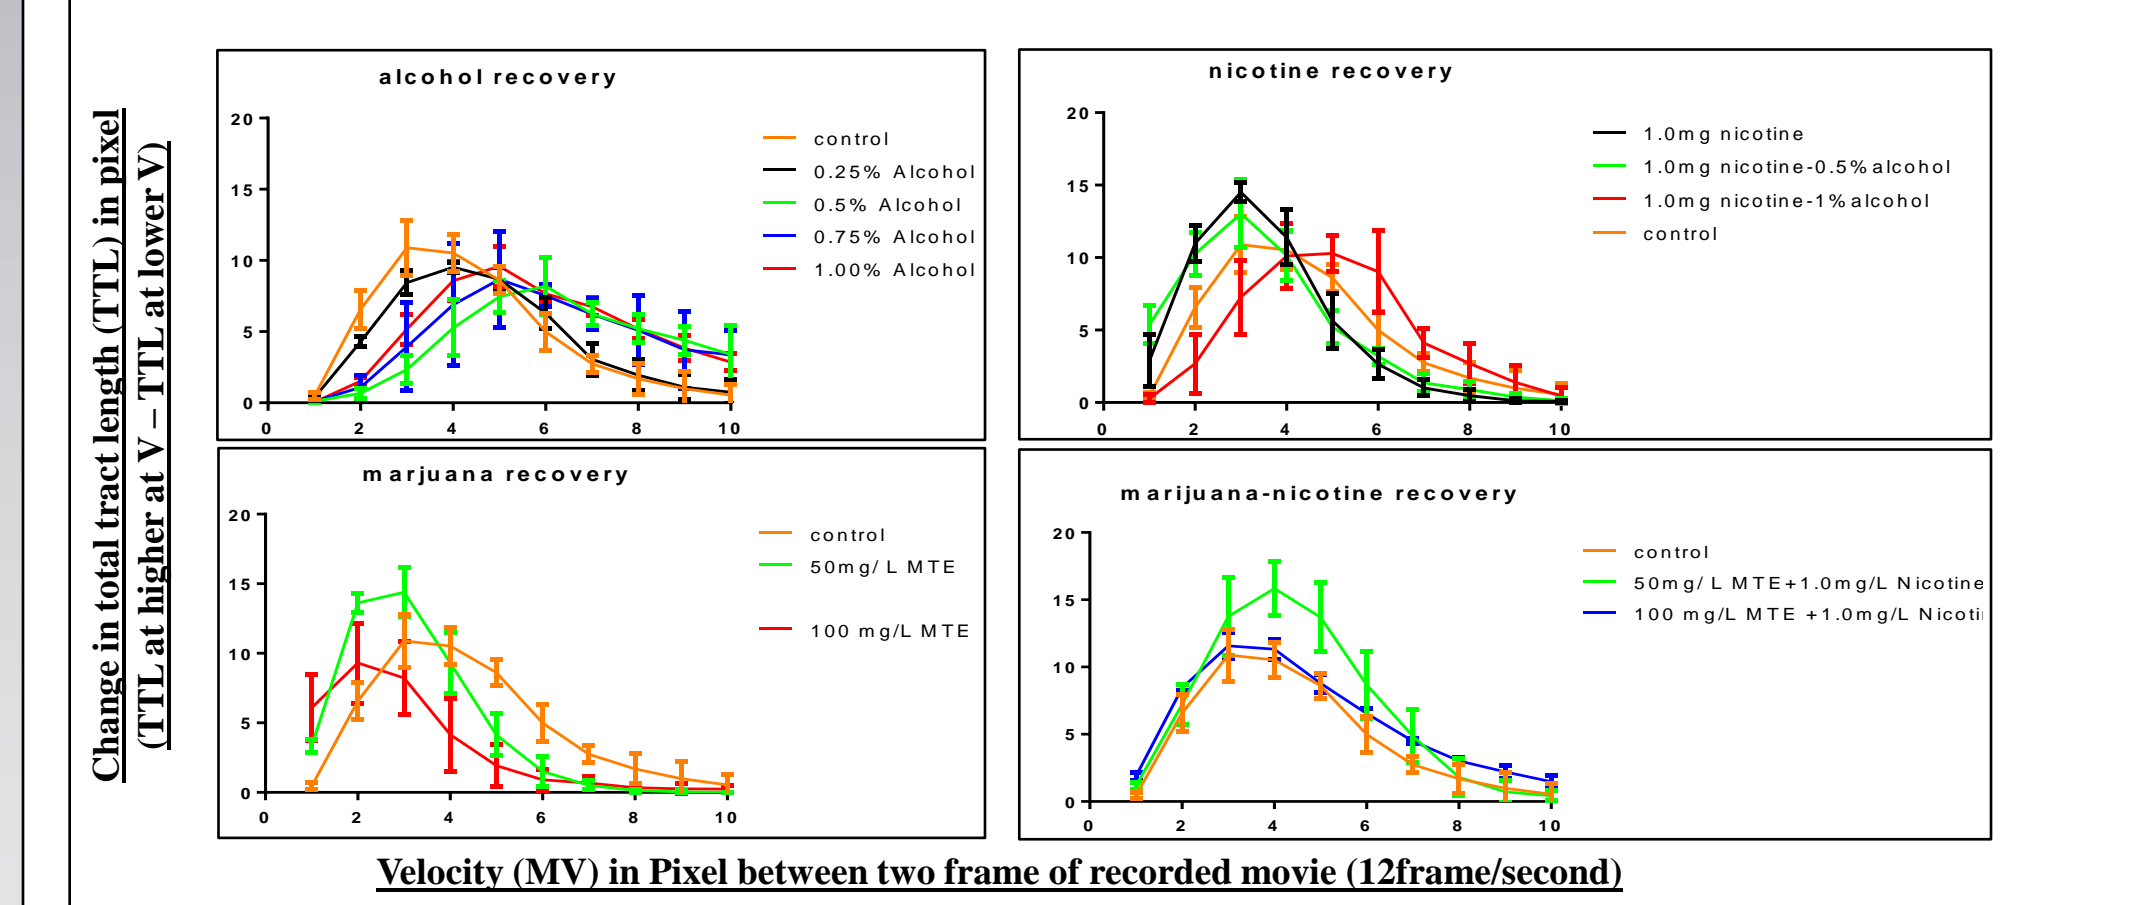 Change in total tract length (TTL) in pixel
(TTL at higher at V – TTL at lower V)
alcohol recovery
20
15
10
5
0
0 2 4 6 8 10
control
0.25% Alcohol
0.5% Alcohol
0.75% Alcohol
1.00% Alcohol
nicotine recovery
20
15
10
5
0
0 2 4 6 8 10
1.0mg nicotine
1.0mg nicotine-0.5%alcohol
1.0mg nicotine-1%alcohol
control
marjuana recovery
20
15
10
5
0
0 2 4 6 8 10
control
50mg/ L MTE
100 mg/L MTE
marijuana-nicotine recovery
20
15
10
5
0
0 2 4 6 8 10
control
50mg/ L MTE+1.0mg/L Nicotine
100 mg/L MTE +1.0mg/L Nicoti
Velocity (MV) in Pixel between two frame of recorded movie (12frame/second)